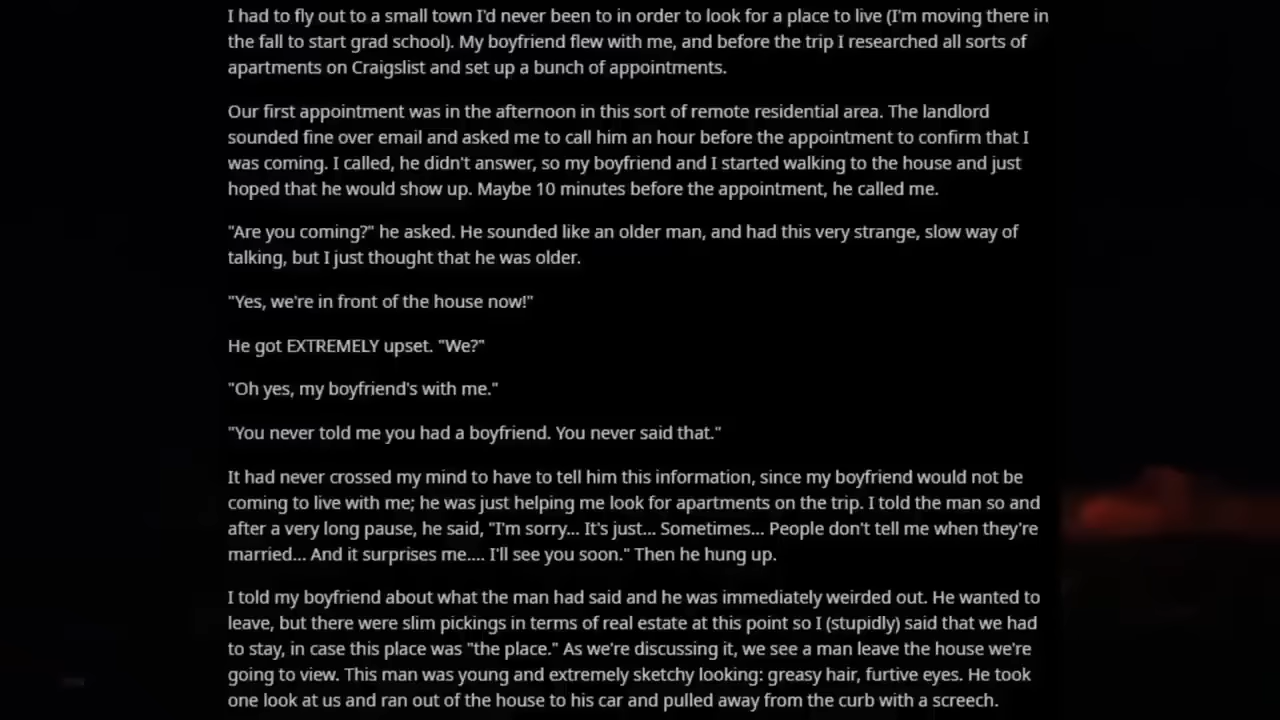 I had to fly out to a small town I'd never been to in order to look for a place to live (I'm moving there in
the fall to start grad school). My boyfriend flew with me, and before the trip I researched all sorts of
apartments on Craigslist and set up a bunch of appointments.
Our first appointment was in the afternoon in this sort of remote residential area. The landlord
sounded fine over email and asked me to call him an hour before the appointment to confirm that I
was coming. I called, he didn't answer, so my boyfriend and I started walking to the house and just
hoped that he would show up. Maybe 10 minutes before the appointment, he called me.
"Are you coming?" he asked. He sounded like an older man, and had this very strange, slow way of
talking, but I just thought that he was older.
"Yes, we're in front of the house now!"
He got EXTREMELY upset. "We?"
"Oh yes, my boyfriend's with me."
"You never told me you had a boyfriend. You never said that."
It had never crossed my mind to have to tell him this information, since my boyfriend would not be
coming to live with me; he was just helping me look for apartments on the trip. I told the man so and
after a very long pause, he said, "I'm sorry... It's just... Sometimes... People don't tell me when they're
married... And it surprises me.... I'll see you soon." Then he hung up.
I told my boyfriend about what the man had said and he was immediately weirded out. He wanted to
leave, but there were slim pickings in terms of real estate at this point so I (stupidly) said that we had
to stay, in case this place was "the place." As we're discussing it, we see a man leave the house we're
going to view. This man was young and extremely sketchy looking: greasy hair, furtive eyes. He took
one look at us and ran out of the house to his car and pulled away from the curb with a screech.